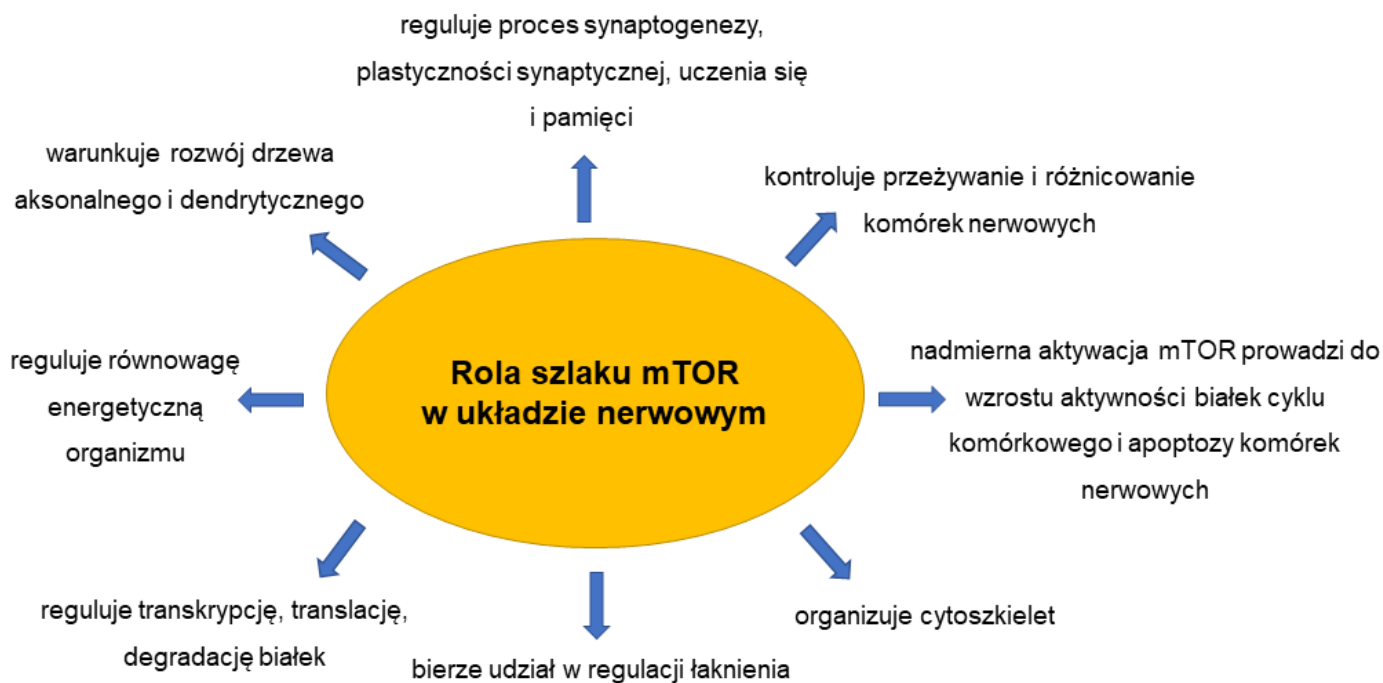 reguluje proces synaptogenezy,
plastyczności synaptycznej, uczenia się
i pamięci
warunkuje rozwój drzewa
aksonalnego i dendrytycznego
kontroluje przeżywanie i różnicowanie
komórek nerwowych
reguluje równowagę
energetyczną
organizmu
Rola szlaku mTOR
w układzie nerwowym
nadmierna aktywacja mTOR prowadzi do
wzrostu aktywności białek cyklu
komórkowego i apoptozy komórek
nerwowych
reguluje transkrypcję, translację,
degradację białek
bierze udział w regulacji łaknienia
organizuje cytoszkielet